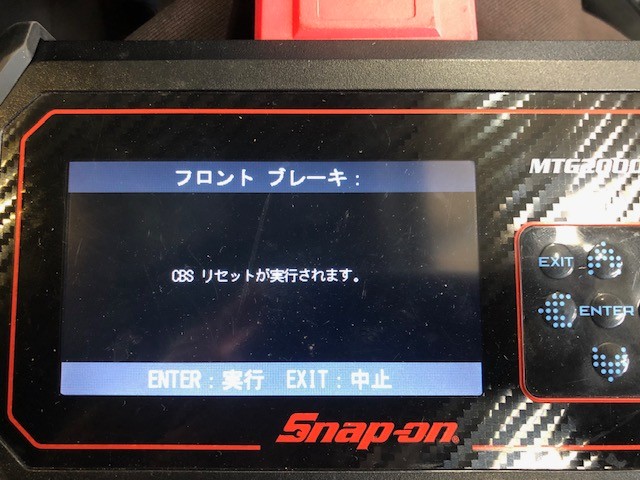 フロント ブレーキ:
MTG2000
CBS リセットが実行されます。
EXIT
ENTER
ENTER:実行 EXIT:中止
Snap-on